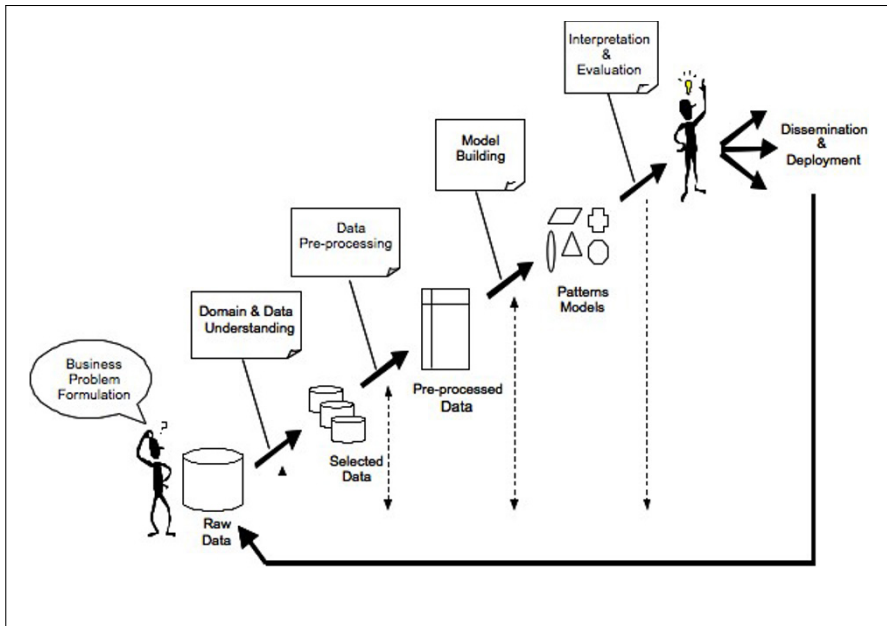 Business
Problem
Formulation
?
Raw
Data
Domain & Data
Understanding
Selected
Data
Data
Pre-processing
Pre-processed
Data
Model
Building
Patterns
Models
Interpretation
&
Evaluation
Dissemination
&
Deployment